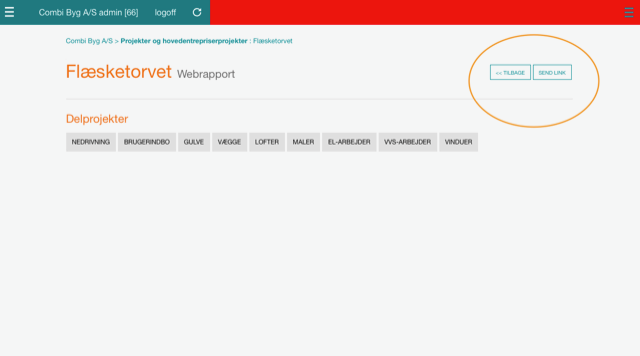 Combi Byg A/S admin [66] logoff
Combi Byg A/S > Projekter og hovedentrepriserprojekter : Flæsketorvet
Flæsketorvet Webrapport
<< TILBAGE SEND LINK
Delprojekter
NEDRIVNING BRUGERINDBO GULVE VÆGGE LOFTER MALER EL-ARBEJDER VVS-ARBEJDER VINDUER